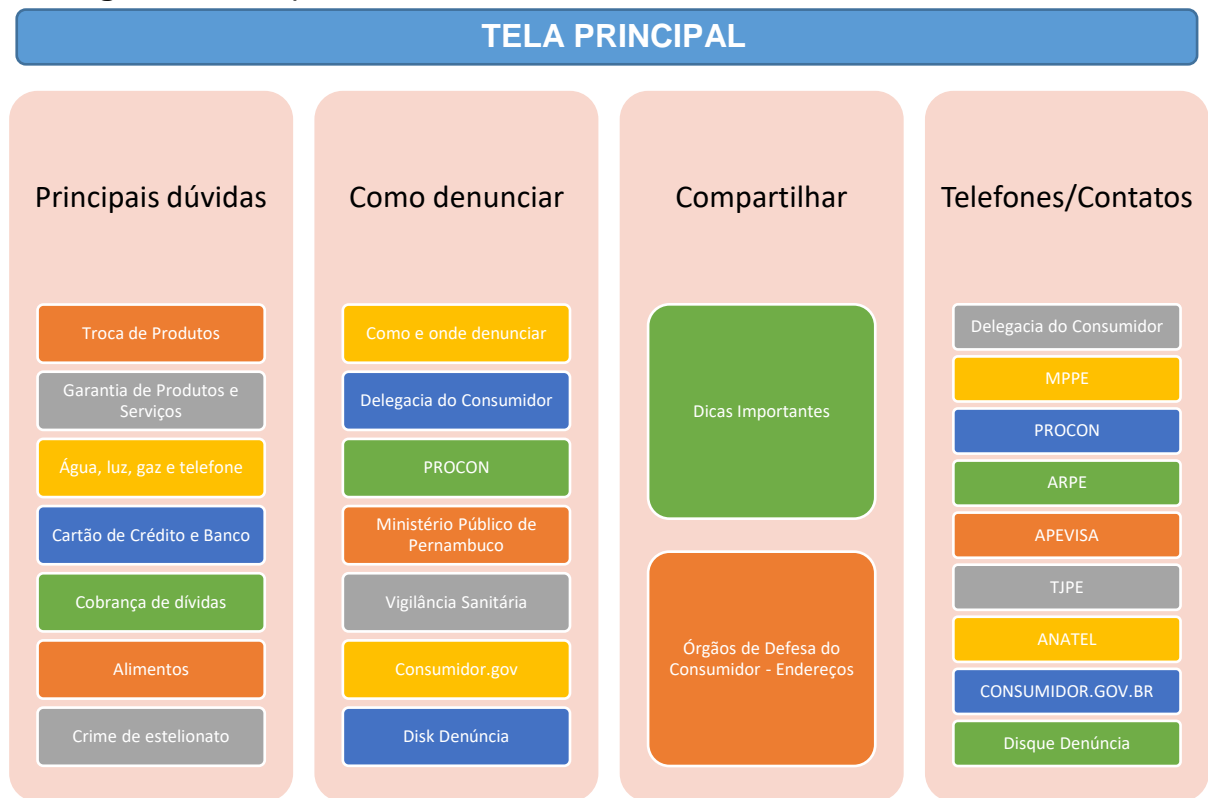 TELA PRINCIPAL
Principais dúvidas
Troca de Produtos
Garantia de Produtos e
Serviços
Água, luz, gaz e telefone
Cartão de Crédito e Banco
Cobrança de dívidas
Alimentos
Crime de estelionato
Como denunciar
Como e onde denunciar
Delegacia do Consumidor
PROCON
Ministério Público de
Pernambuco
Vigilância Sanitária
Consumidor.gov
Disk Denúncia
Compartilhar
Dicas Importantes
Órgãos de Defesa do
Consumidor - Endereços
Telefones/Contatos
Delegacia do Consumidor
MPPE
PROCON
ARPE
APEVISA
TJPE
ANATEL
CONSUMIDOR.GOV.BR
Disque Denúncia